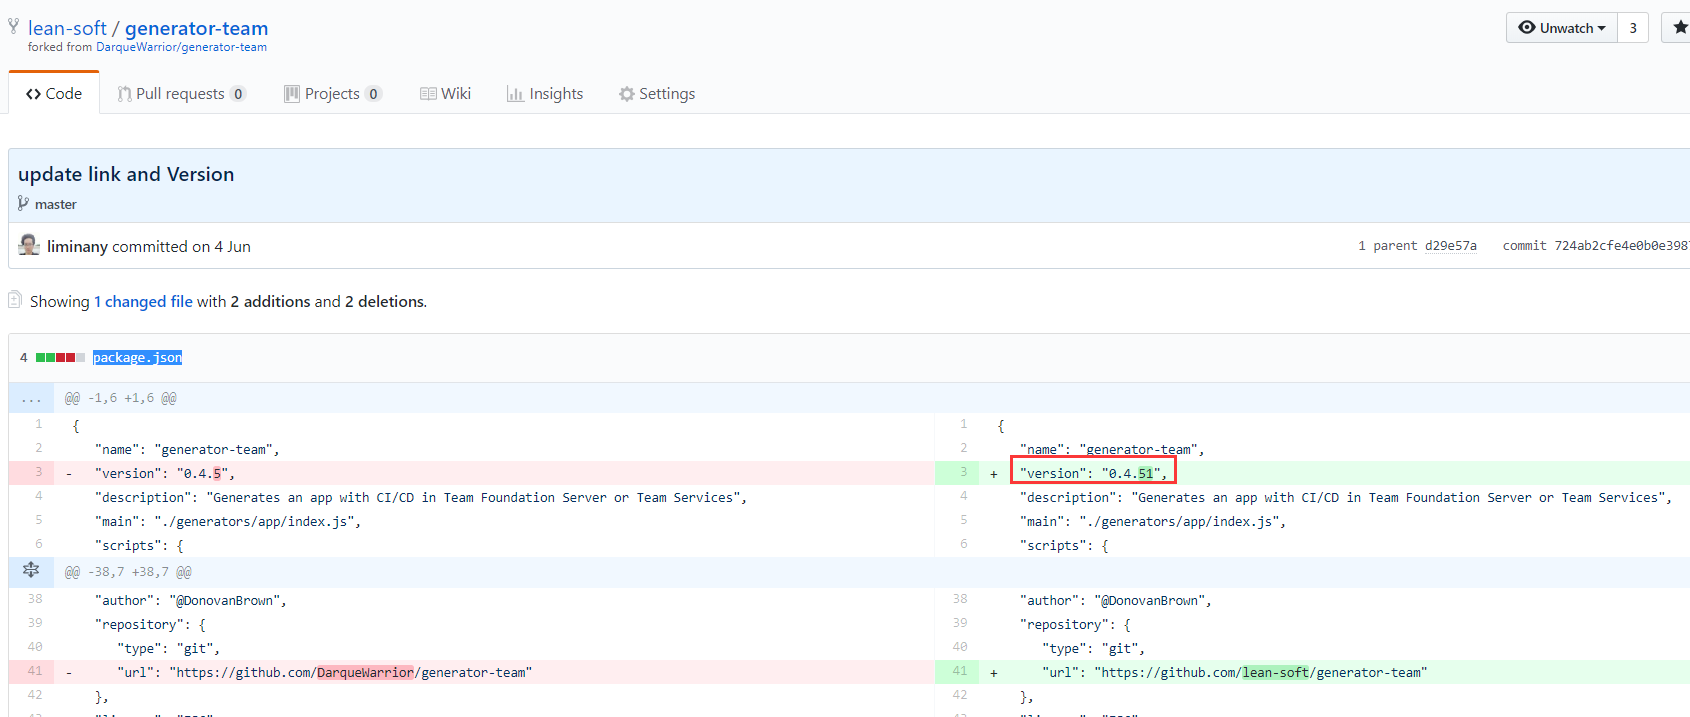 lean-soft / generator-team
forked from DarqueWarrior/generator-team
Unwatch 3
Code Pull requests 0 Projects 0 Wiki Insights Settings
update link and Version
master
liminany committed on 4 Jun 1 parent d29e57a commit 724ab2cfe4e0b0e398
Showing 1 changed file with 2 additions and 2 deletions.
4 package.json
... @@ -1,6 +1,6 @@
1 { 1 {
2 "name": "generator-team", 2 "name": "generator-team",
3 - "version": "0.4.5", 3 + "version": "0.4.51",
4 "description": "Generates an app with CI/CD in Team Foundation Server or Team Services", 4 "description": "Generates an app with CI/CD in Team Foundation Server or Team Services",
5 "main": "./generators/app/index.js", 5 "main": "./generators/app/index.js",
6 "scripts": { 6 "scripts": {
@@ -38,7 +38,7 @@
38 "author": "@DonovanBrown", 38 "author": "@DonovanBrown",
39 "repository": { 39 "repository": {
40 "type": "git", 40 "type": "git",
41 - "url": "https://github.com/DarqueWarrior/generator-team" 41 + "url": "https://github.com/lean-soft/generator-team"
42 }, 42 },